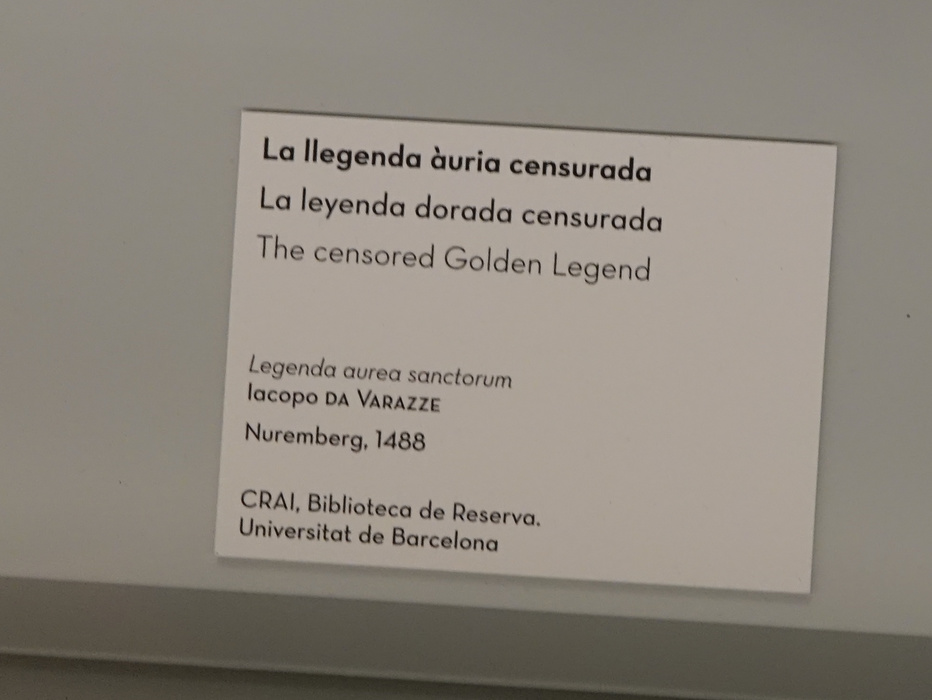 La llegenda àuria censurada
La leyenda dorada censurada
The censored Golden Legend
Legenda aurea sanctorum
Iacopo DA VARAZZE
Nuremberg, 1488
CRAI, Biblioteca de Reserva.
Universitat de Barcelona